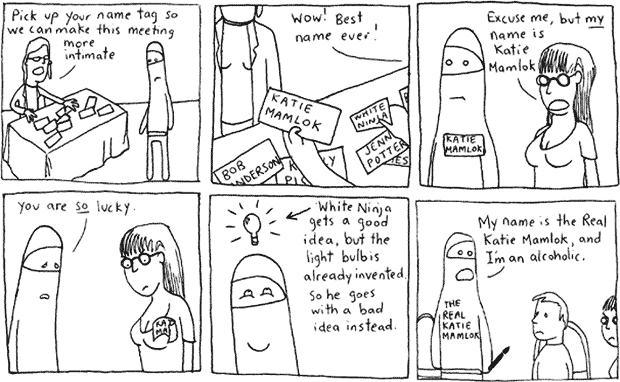 Pick up your name tag so
we can make this meeting
more
intimate
Wow! Best
name ever!
KATIE
MAMLOK
WHITE
NINJA
BOB
ANDERSON
JENN
POTTER
Excuse me, but my
name is
Katie
Mamlok
KATIE
MAMLOK
You are so lucky.
KA
MA
White Ninja
gets a good
idea, but the
light bulb is
already invented.
So he goes
with a bad
idea instead.
My name is the Real
Katie Mamlok, and
I'm an alcoholic.
THE
REAL
KATIE
MAMLOK